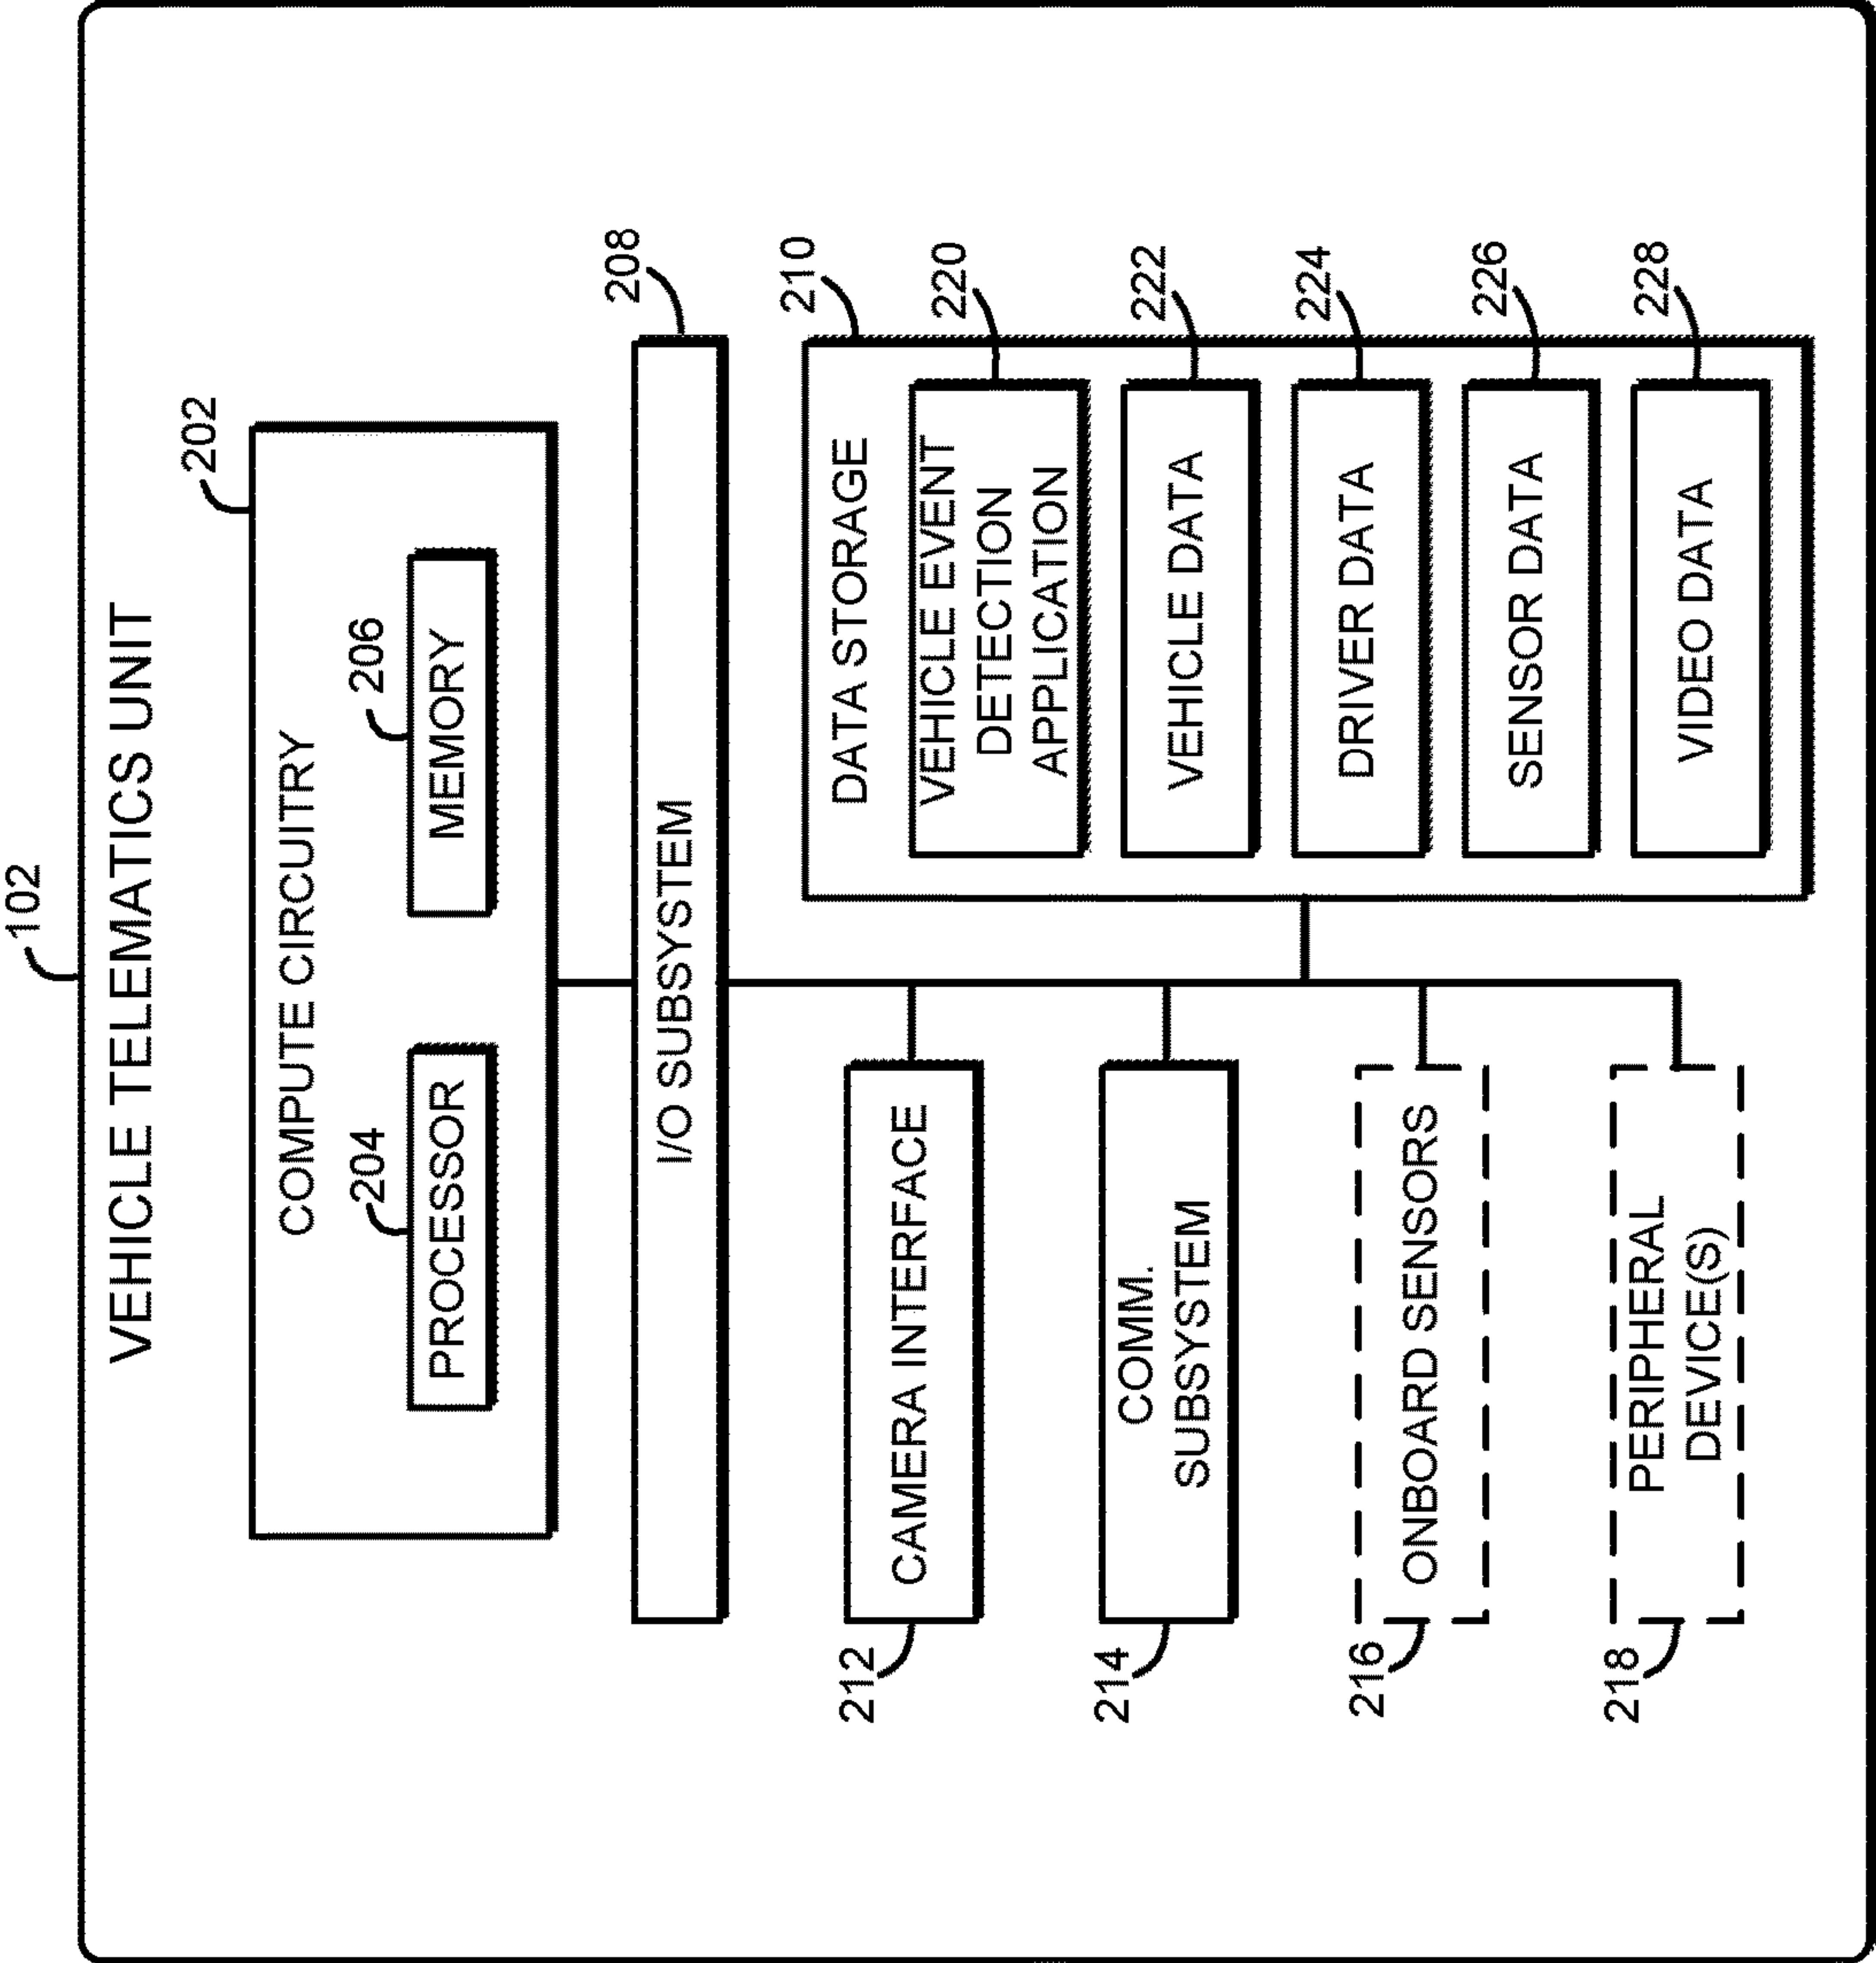 102
VEHICLE TELEMATICS UNIT
202
COMPUTE CIRCUITRY
204
206
PROCESSOR
MEMORY
208
I/O SUBSYSTEM
210
DATA STORAGE
212
CAMERA INTERFACE
220
VEHICLE EVENT
DETECTION
APPLICATION
214
COMM.
SUBSYSTEM
222
VEHICLE DATA
224
DRIVER DATA
216
ONBOARD SENSORS
226
SENSOR DATA
218
PERIPHERAL
DEVICE(S)
228
VIDEO DATA